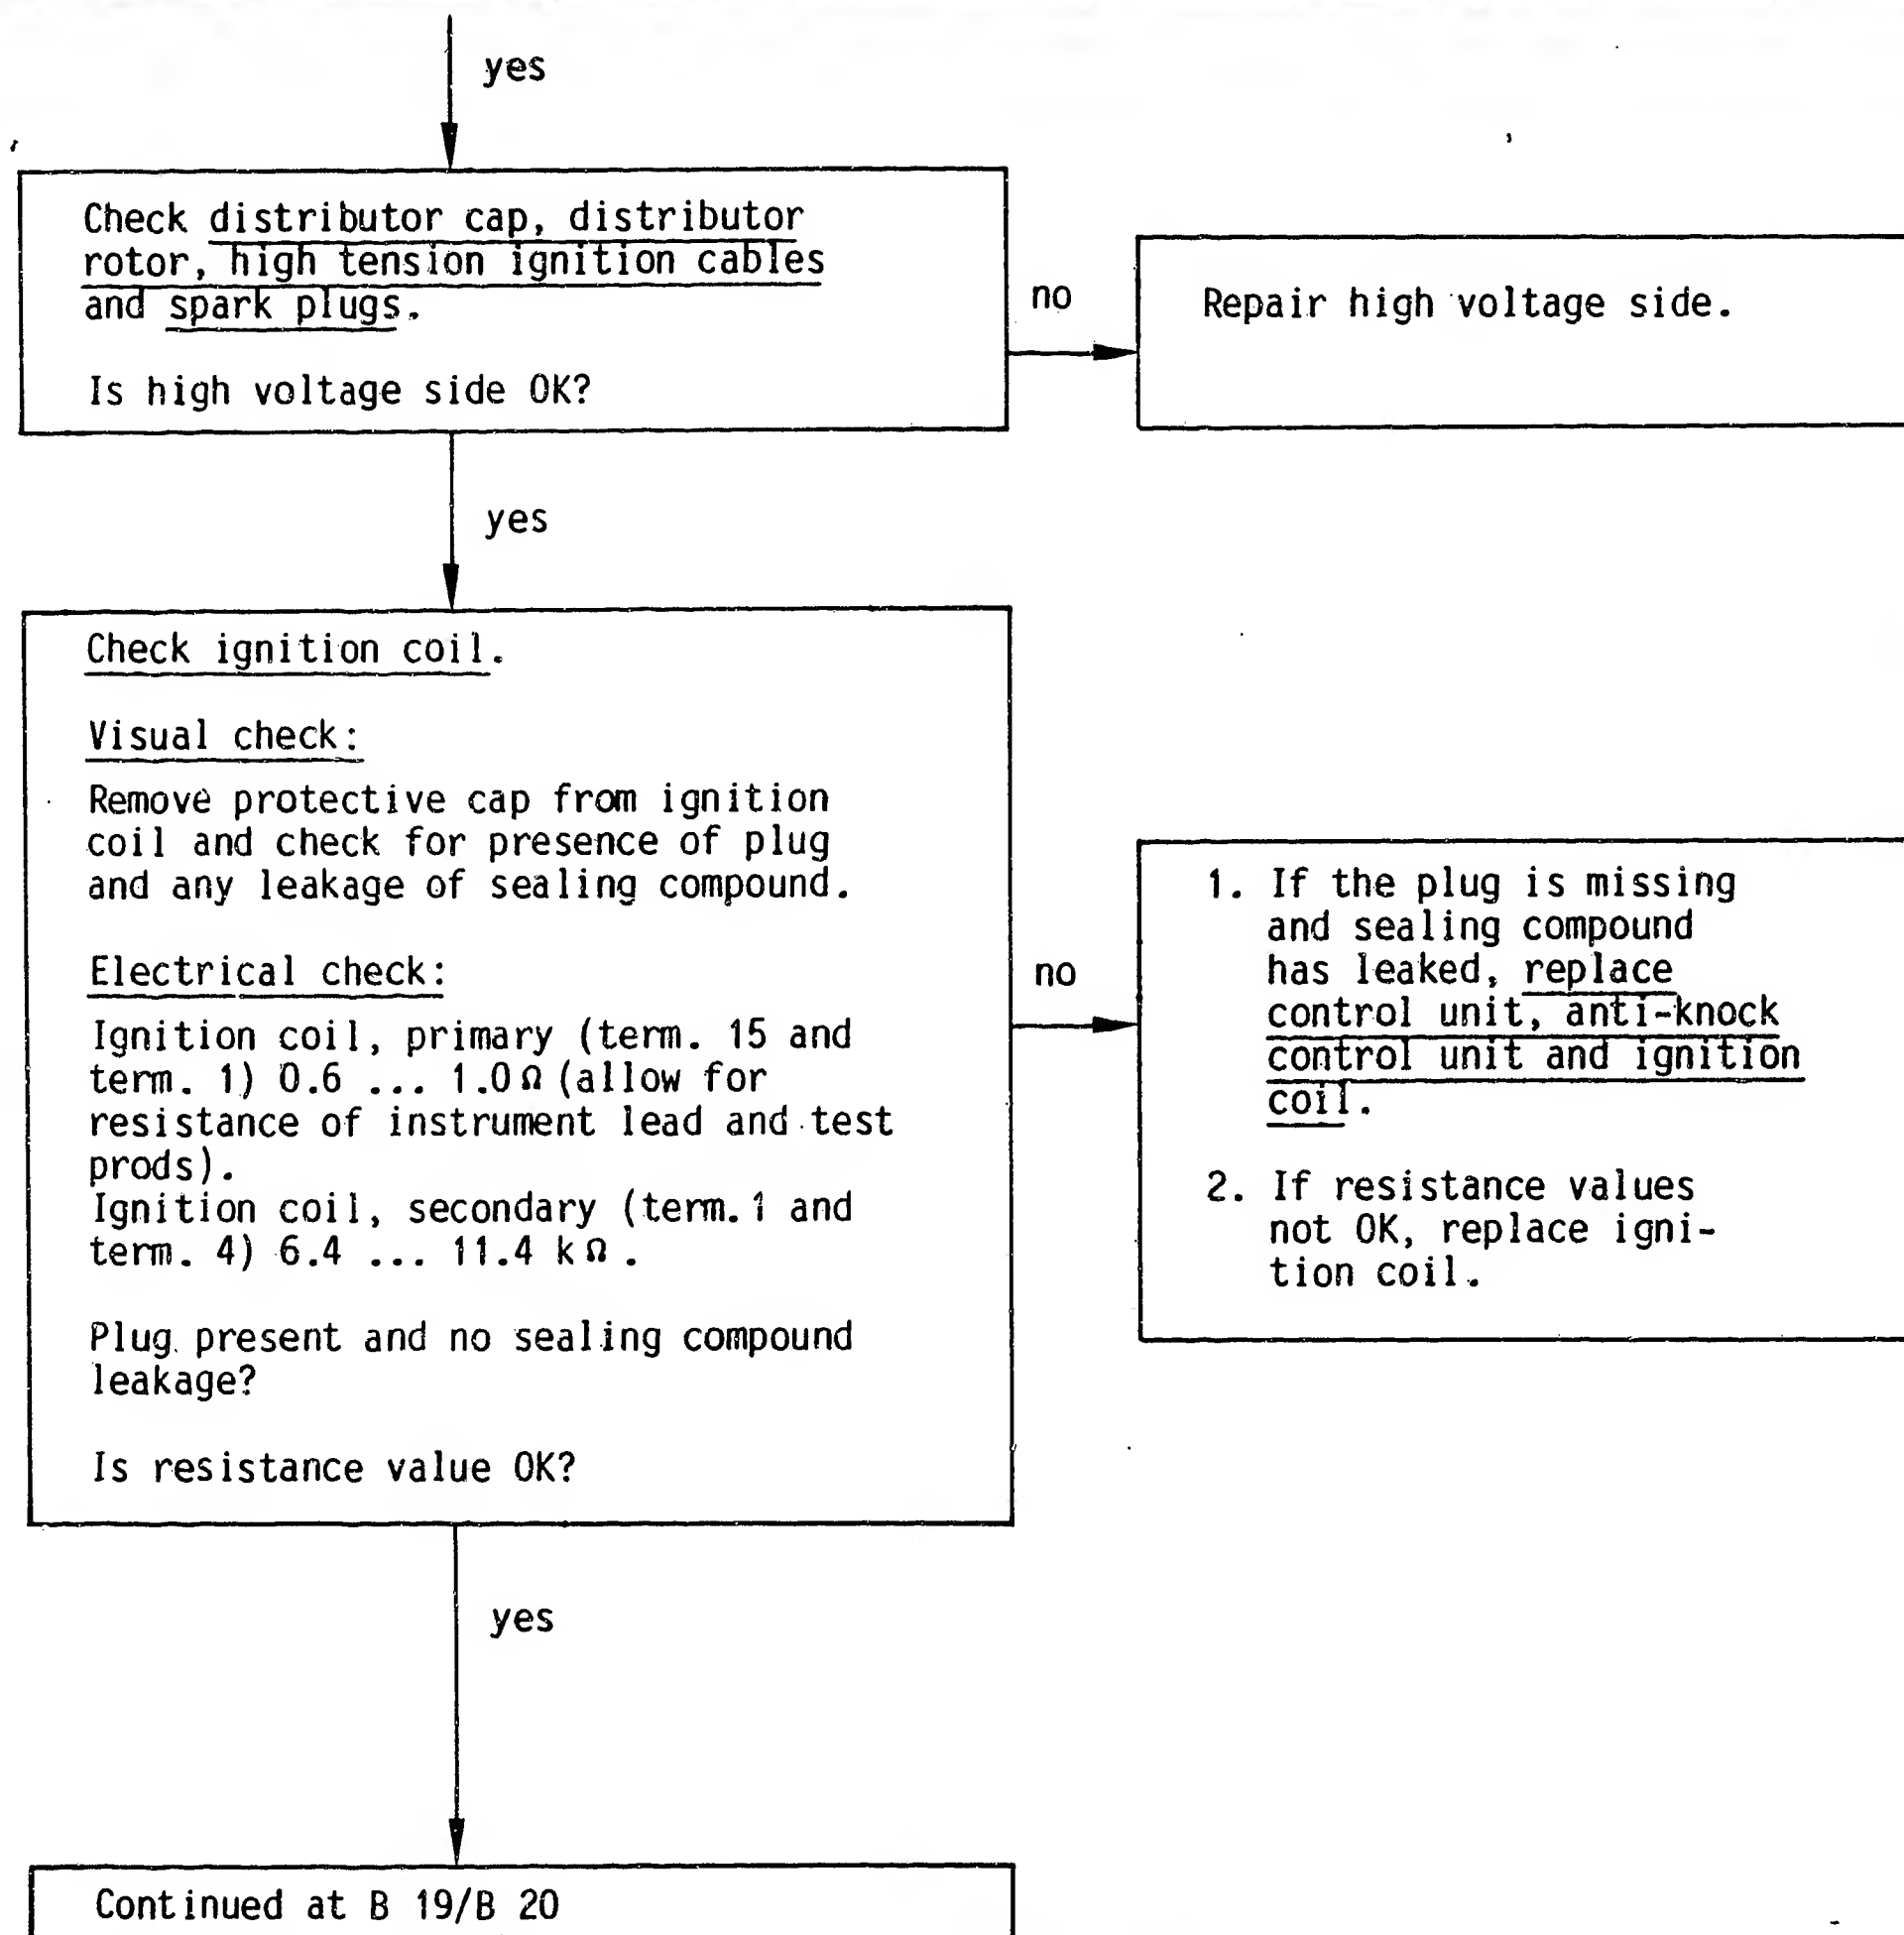 yes
Check distributor cap, distributor
rotor, high tension ignition cables
and spark plugs.
Is high voltage side OK?
no
Repair high voltage side.
yes
Check ignition coil.
Visual check:
Remove protective cap from ignition
coil and check for presence of plug
and any leakage of sealing compound.
Electrical check:
Ignition coil, primary (term. 15 and
term. 1) 0.6 ... 1.0 Ω (allow for
resistance of instrument lead and test
prods).
Ignition coil, secondary (term. 1 and
term. 4) 6.4 ... 11.4 k Ω .
Plug present and no sealing compound
leakage?
Is resistance value OK?
no
1. If the plug is missing
and sealing compound
has leaked, replace
control unit, anti-knock
control unit and ignition
coil.
2. If resistance values
not OK, replace igni-
tion coil.
yes
Continued at B 19/B 20